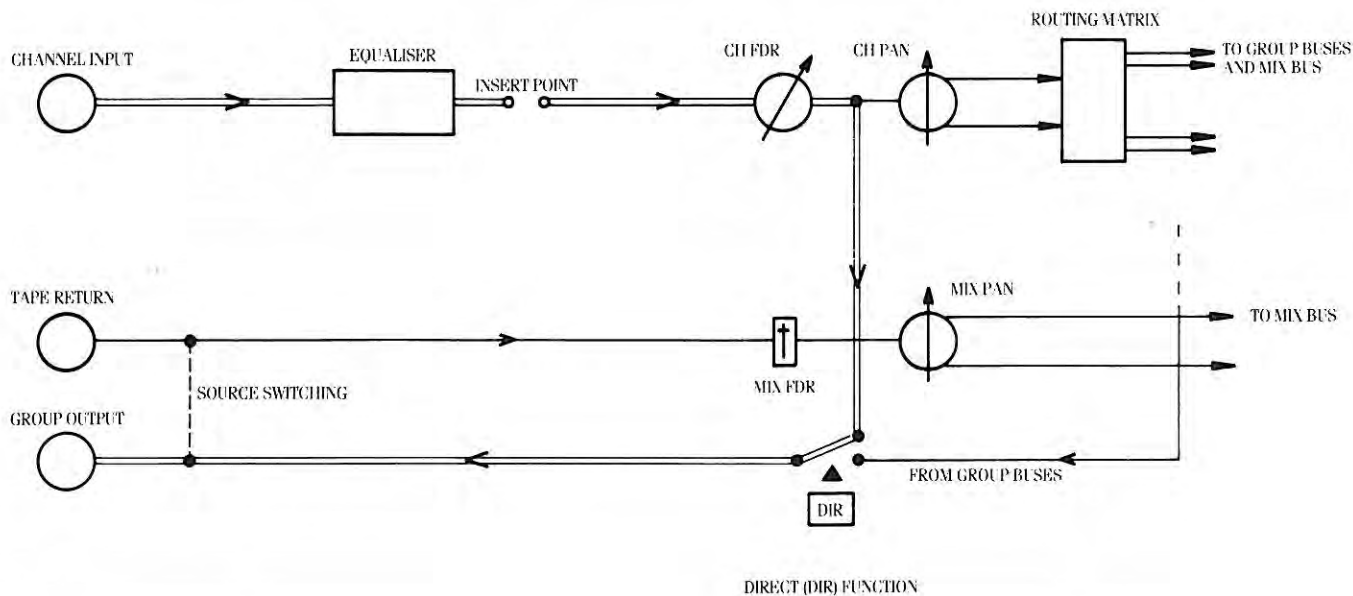 ROUTING MATRIX
CHANNEL INPUT
EQUALISER
INSERT POINT
CH FDR
CH PAN
TO GROUP BUSES
AND MIX BUS
TAPE RETURN
MIX PAN
TO MIX BUS
SOURCE SWITCHING
MIX FDR
GROUP OUTPUT
FROM GROUP BUSES
DIR
DIRECT (DIR) FUNCTION